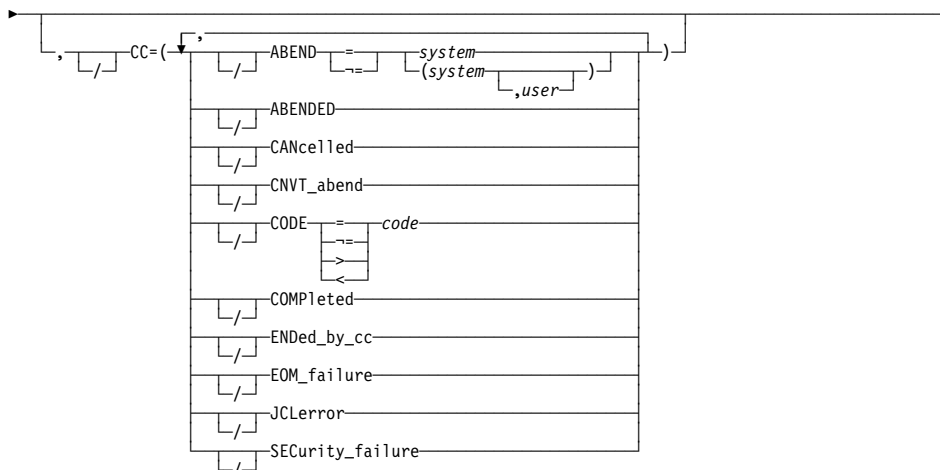 ,
, / CC=( / ABEND = system )
¬= (system ,user )
/ ABENDED
/ CANcelled
/ CNVT_abend
/ CODE = code
¬=
>
<
/ COMPleted
/ ENDed_by_cc
/ EOM_failure
/ JCLerror
/ SECurity_failure